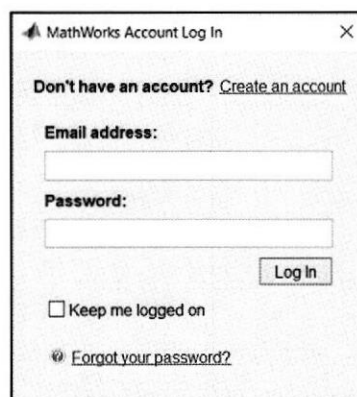 MathWorks Account Log In
Don't have an account? Create an account
Email address:
Password:
Log In
Keep me logged on
Forgot your password?